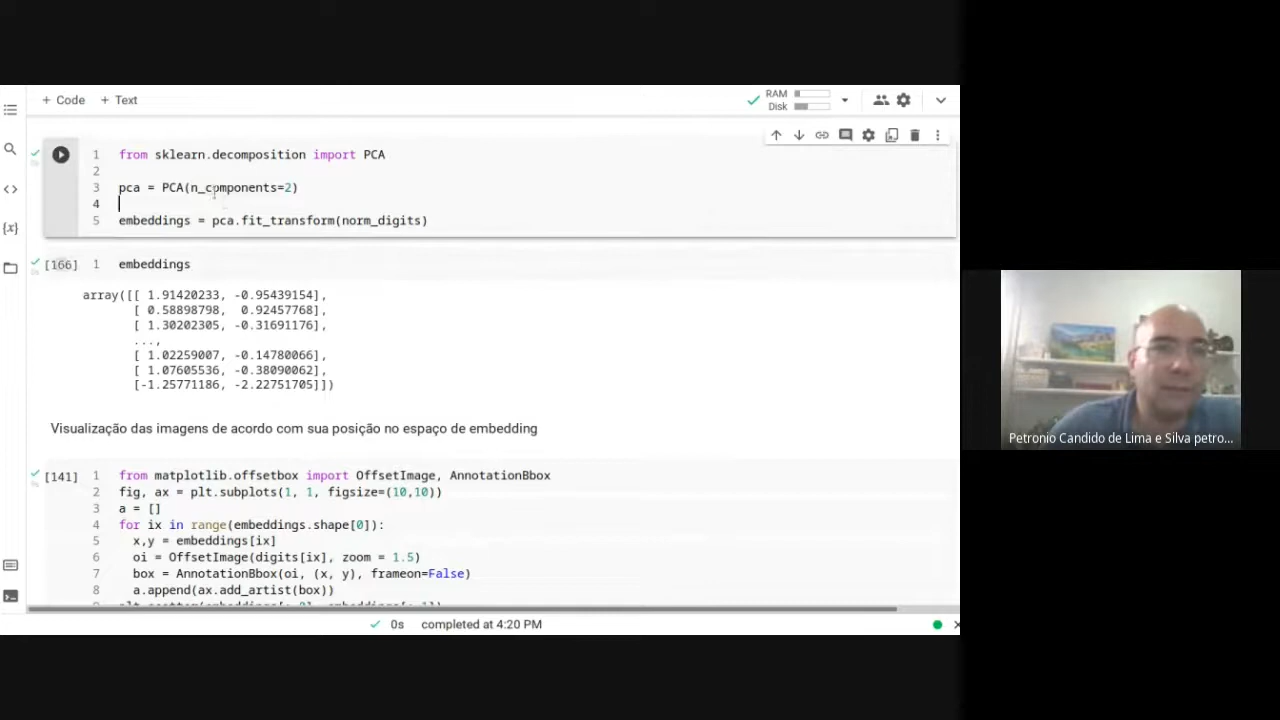 + Code + Text
RAM
Disk
1 from sklearn.decomposition import PCA
2
3 pca = PCA(n_components=2)
4
5 embeddings = pca.fit_transform(norm_digits)
[166] 1 embeddings
array([[ 1.91420233, -0.95439154],
[ 0.58898798, 0.92457768],
[ 1.30202305, -0.31691176],
...,
[ 1.02259007, -0.14780066],
[ 1.07605536, -0.38090062],
[-1.25771186, -2.22751705]])
Visualização das imagens de acordo com sua posição no espaço de embedding
[141] 1 from matplotlib.offsetbox import OffsetImage, AnnotationBbox
2 fig, ax = plt.subplots(1, 1, figsize=(10,10))
3 a = []
4 for ix in range(embeddings.shape[0]):
5 x,y = embeddings[ix]
6 oi = OffsetImage(digits[ix], zoom = 1.5)
7 box = AnnotationBbox(oi, (x, y), frameon=False)
8 a.append(ax.add_artist(box))
0s completed at 4:20 PM
Petronio Candido de Lima e Silva petro...